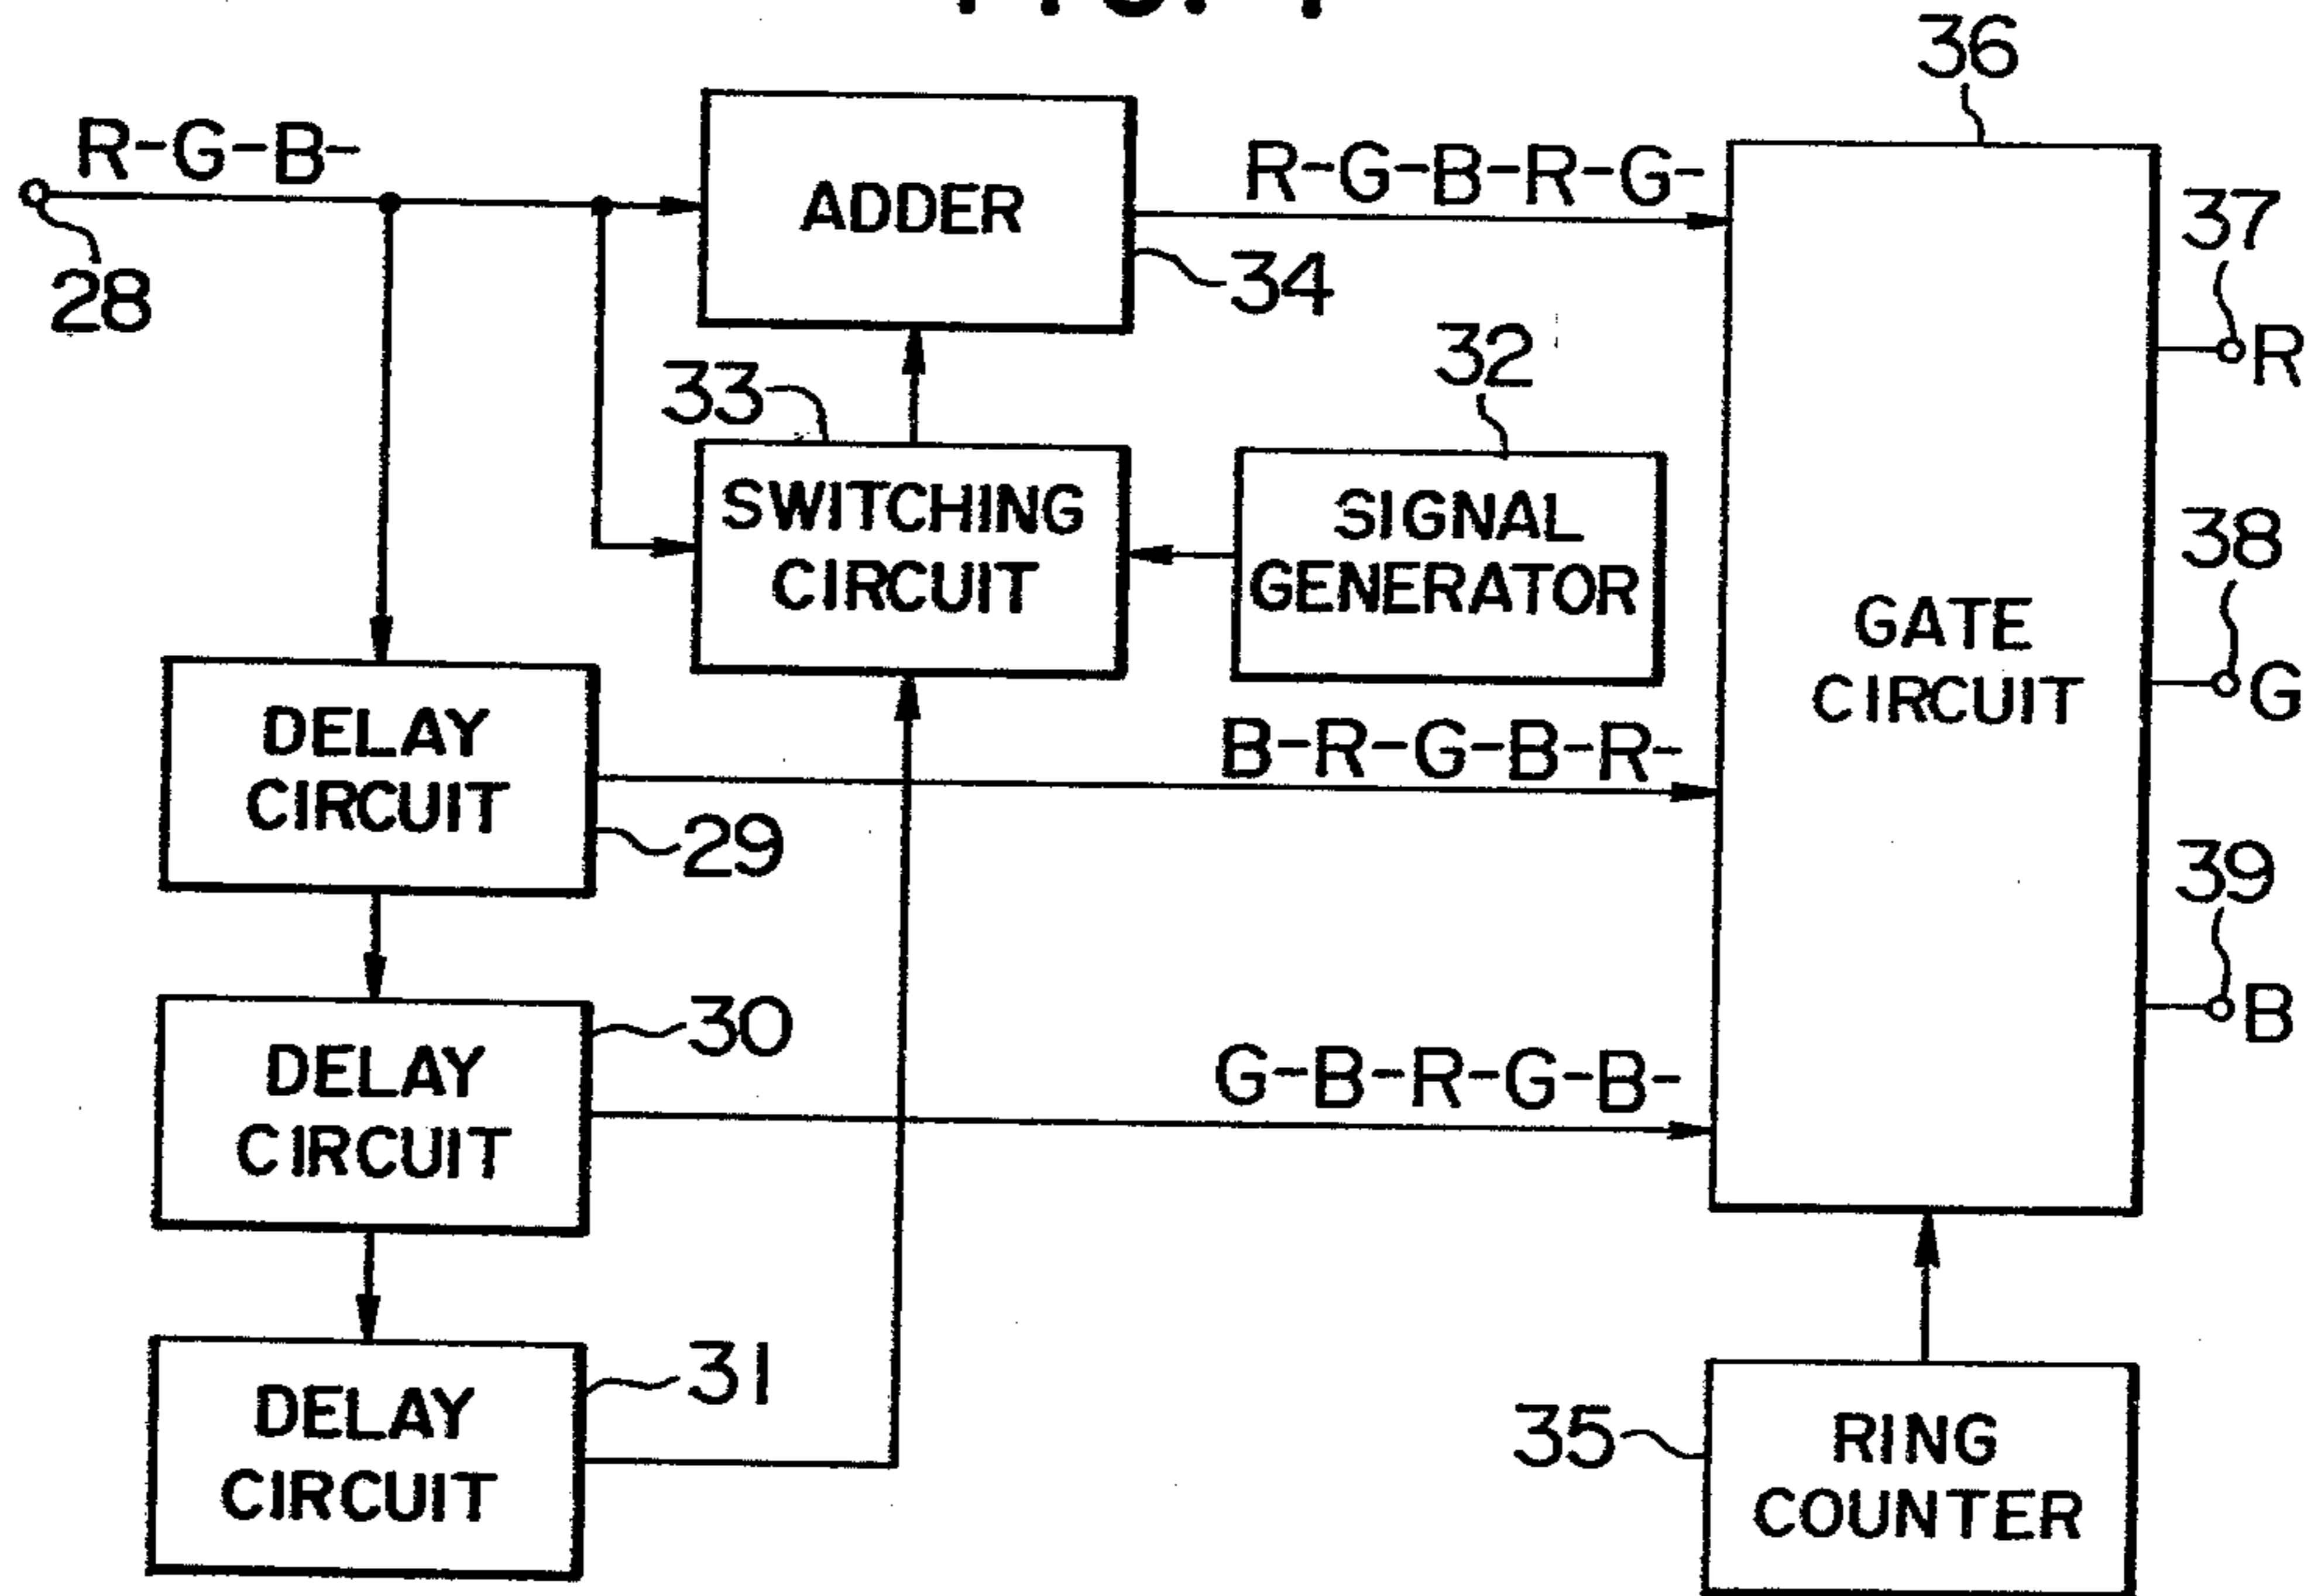 36
R-G-B-
ADDER
R-G-B-R-G-
37
28
34
R
33
32
SWITCHING
CIRCUIT
SIGNAL
GENERATOR
38
GATE
CIRCUIT
G
DELAY
CIRCUIT
B-R-G-B-R-
29
39
30
B
DELAY
CIRCUIT
G-B-R-G-B-
31
DELAY
CIRCUIT
35
RING
COUNTER